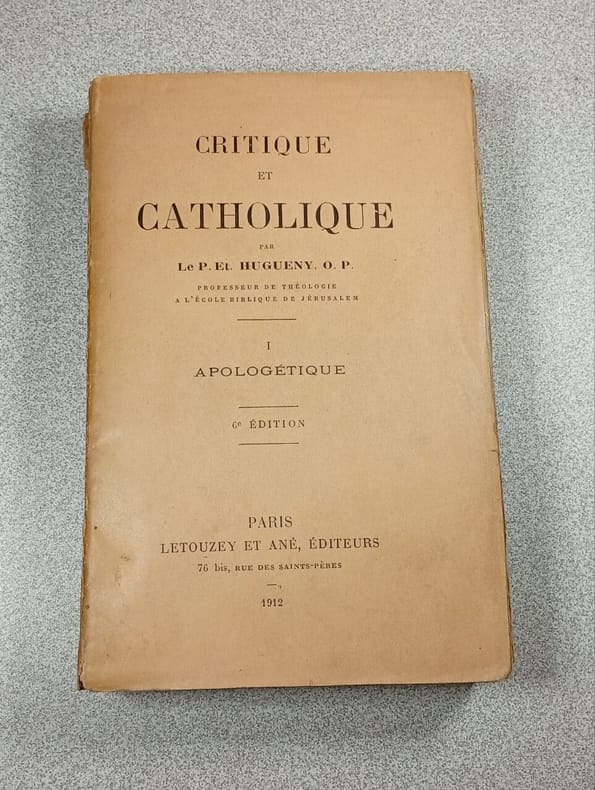 CRITIQUE
ET
CATHOLIQUE
PAR
Le P. Et. HUGUENY, O. P.
PROFESSEUR DE THÉOLOGIE
A L'ÉCOLE BIBLIQUE DE JÉRUSALEM
I
APOLOGÉTIQUE
6e ÉDITION
PARIS
LETOUZEY ET ANÉ, ÉDITEURS
76 bis, RUE DES SAINTS-PÈRES
1912